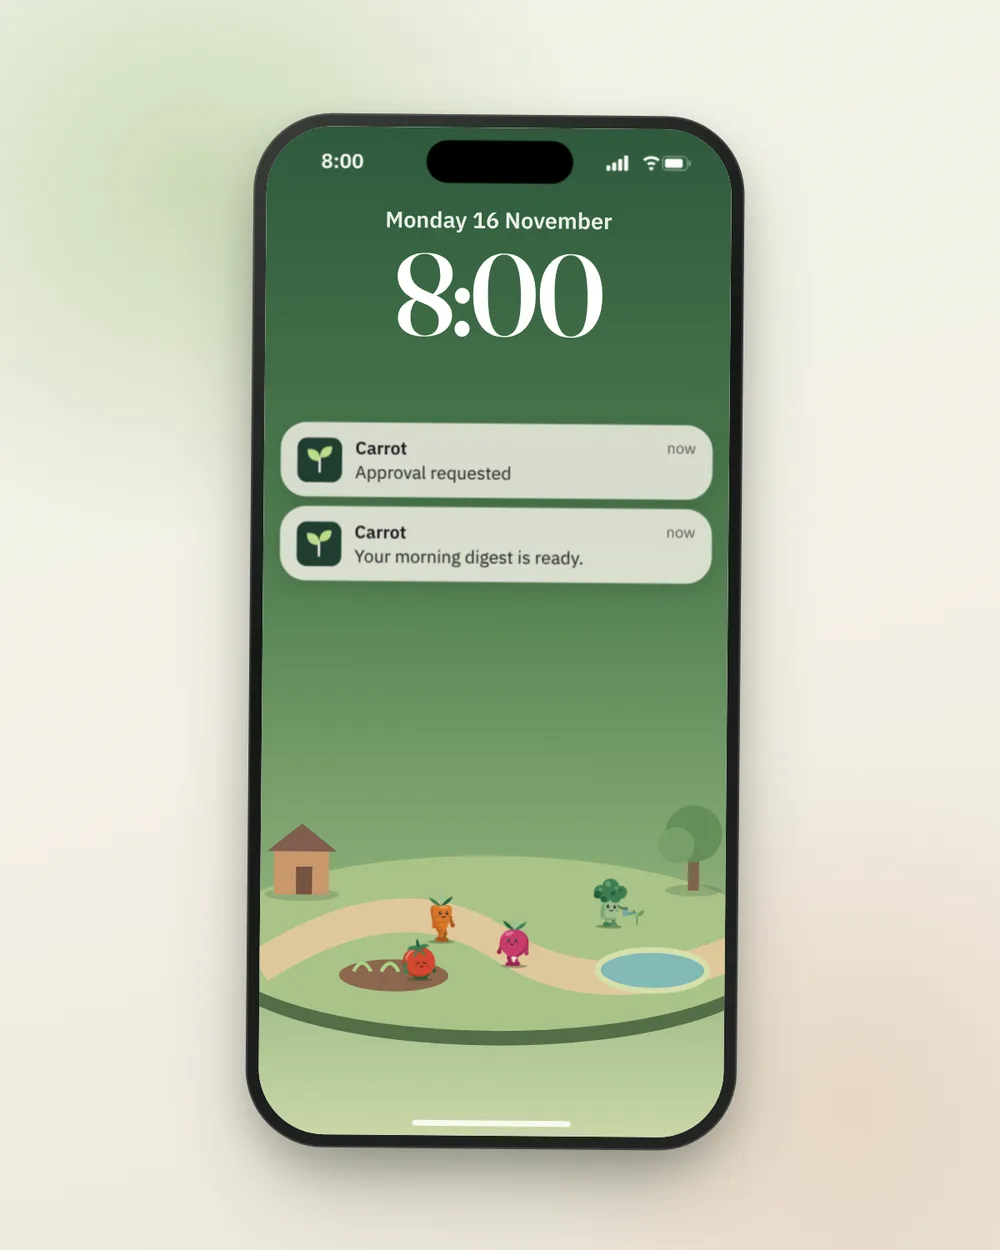 8:00
Monday 16 November
8:00
Carrot
now
Approval requested
Carrot
now
Your morning digest is ready.